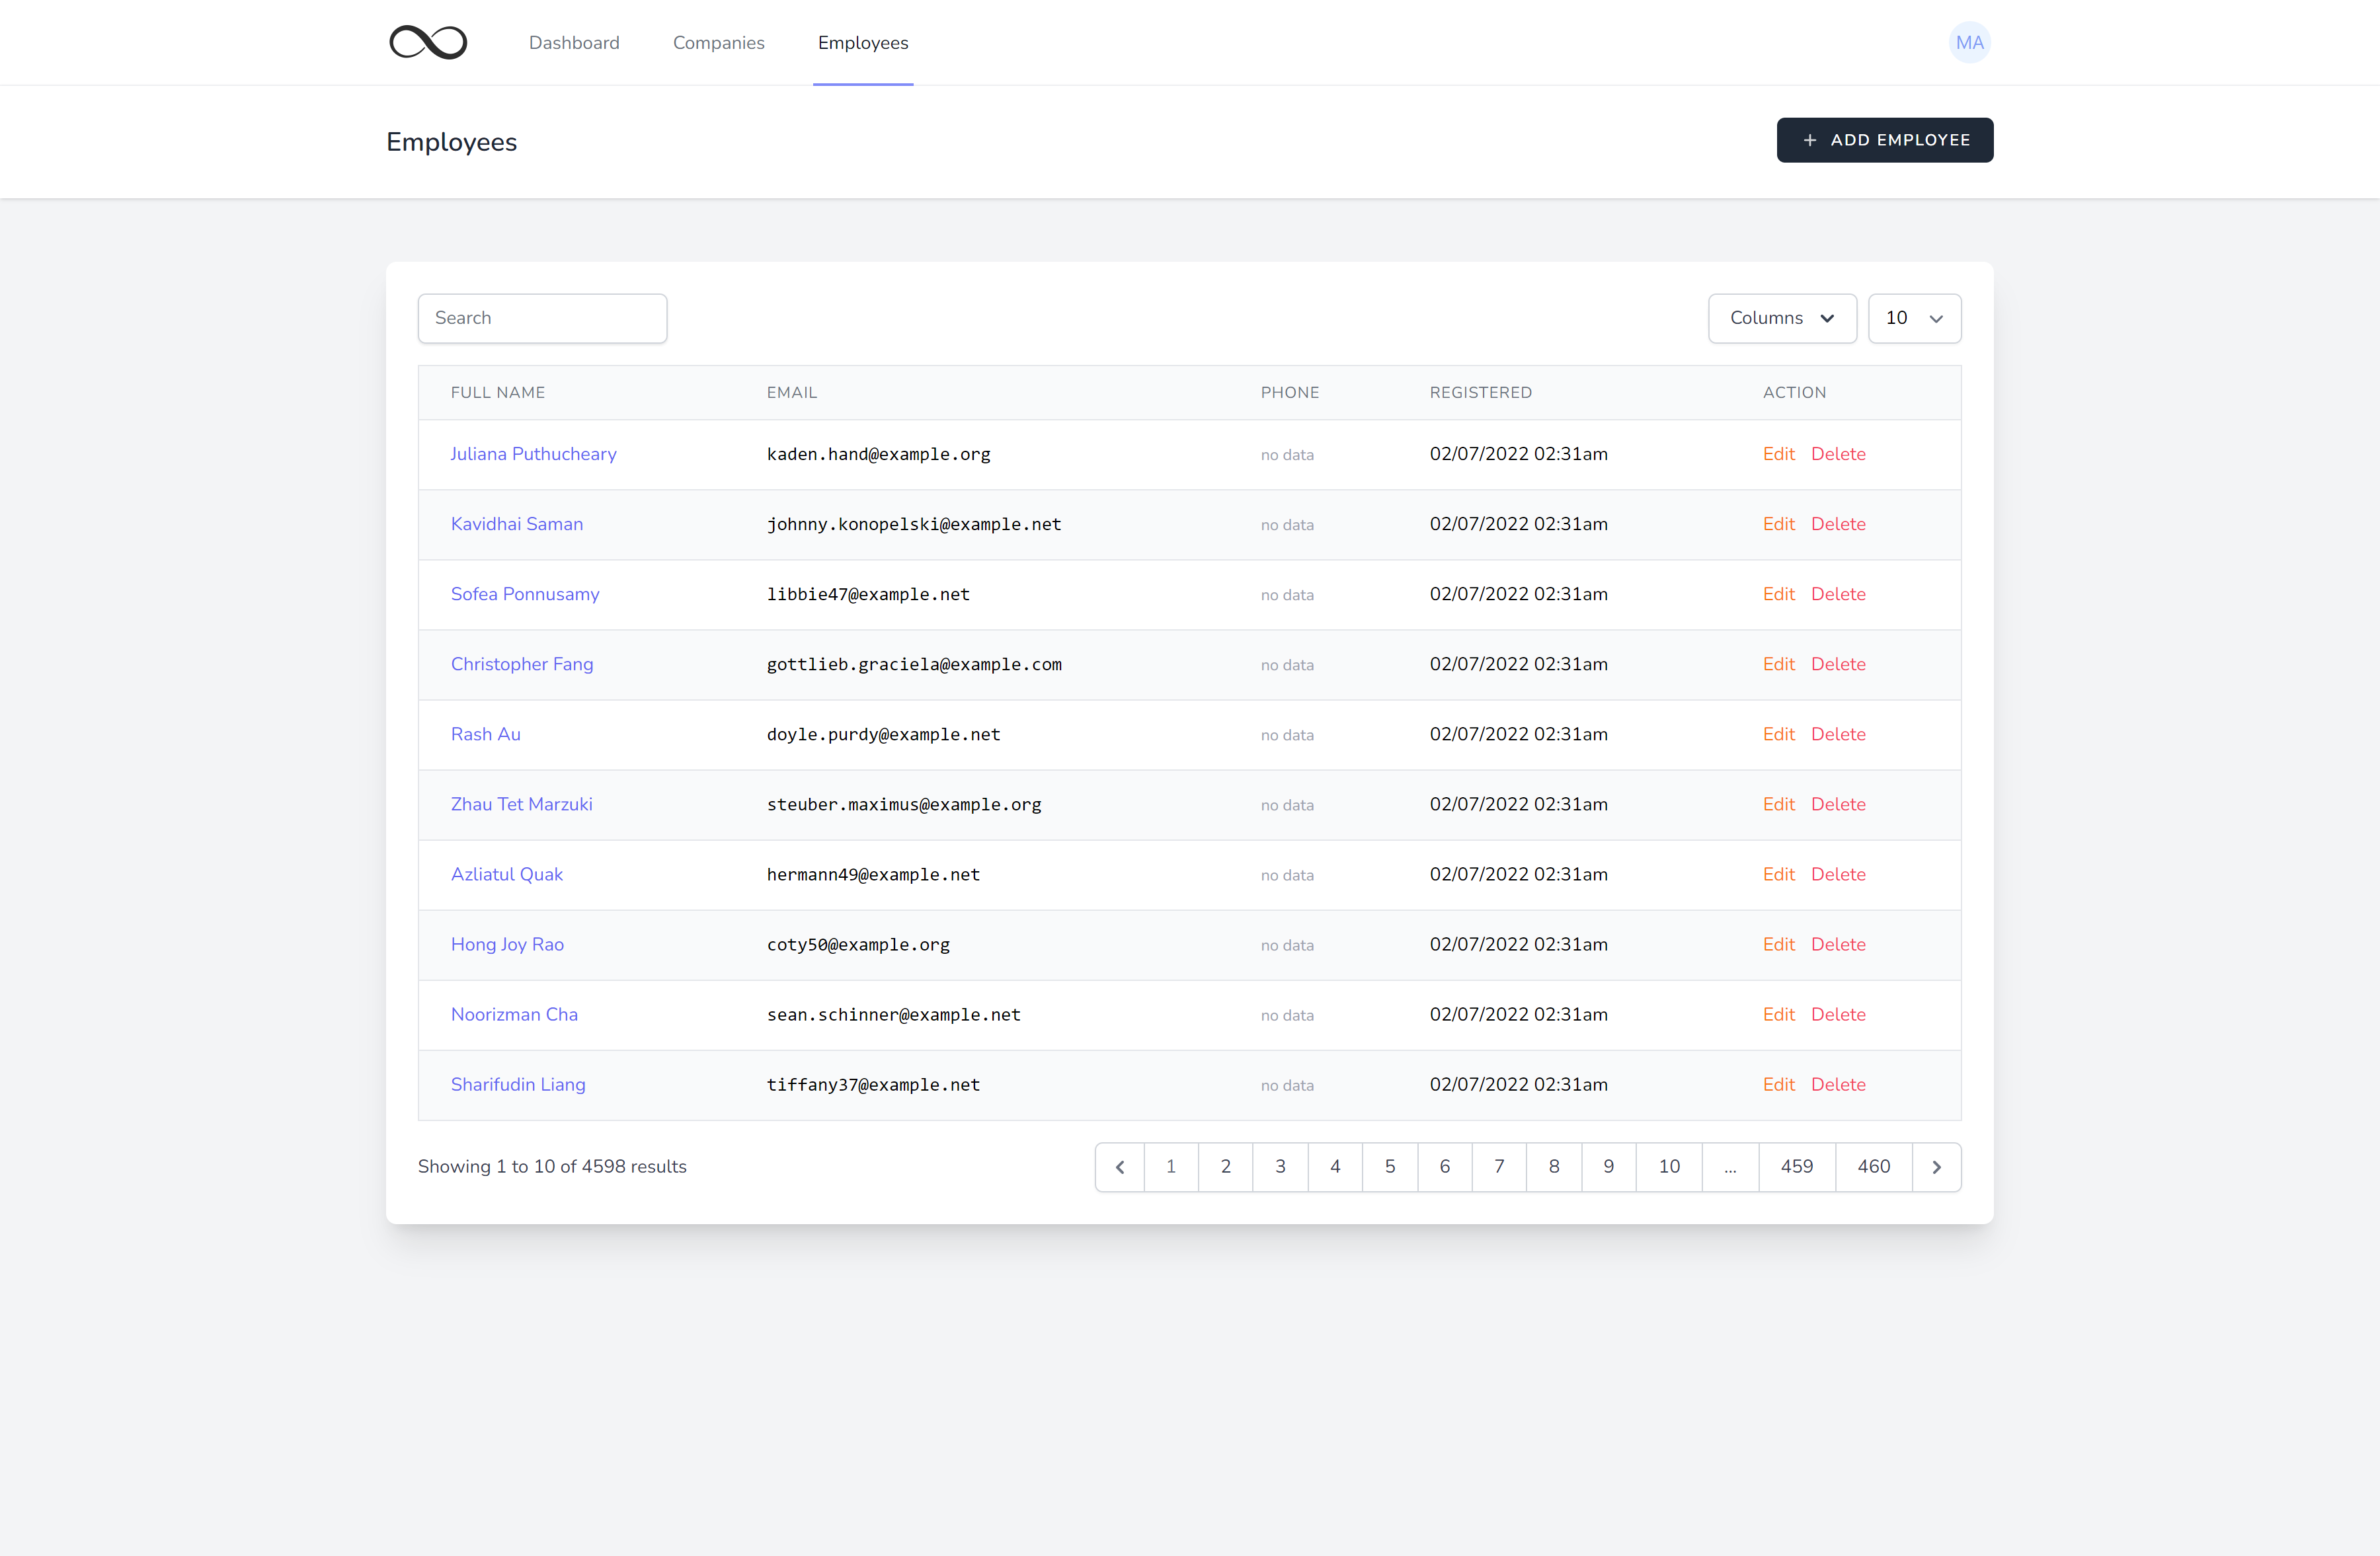 Dashboard Companies Employees MA
Employees + ADD EMPLOYEE
Search Columns 10
FULL NAME EMAIL PHONE REGISTERED ACTION
Juliana Puthucheary kaden.hand@example.org no data 02/07/2022 02:31am Edit Delete
Kavidhai Saman johnny.konopelski@example.net no data 02/07/2022 02:31am Edit Delete
Sofea Ponnusamy libbie47@example.net no data 02/07/2022 02:31am Edit Delete
Christopher Fang gottlieb.graciela@example.com no data 02/07/2022 02:31am Edit Delete
Rash Au doyle.purdy@example.net no data 02/07/2022 02:31am Edit Delete
Zhau Tet Marzuki steuber.maximus@example.org no data 02/07/2022 02:31am Edit Delete
Azliatul Quak hermann49@example.net no data 02/07/2022 02:31am Edit Delete
Hong Joy Rao coty50@example.org no data 02/07/2022 02:31am Edit Delete
Noorizman Cha sean.schinner@example.net no data 02/07/2022 02:31am Edit Delete
Sharifudin Liang tiffany37@example.net no data 02/07/2022 02:31am Edit Delete
Showing 1 to 10 of 4598 results 1 2 3 4 5 6 7 8 9 10 ... 459 460